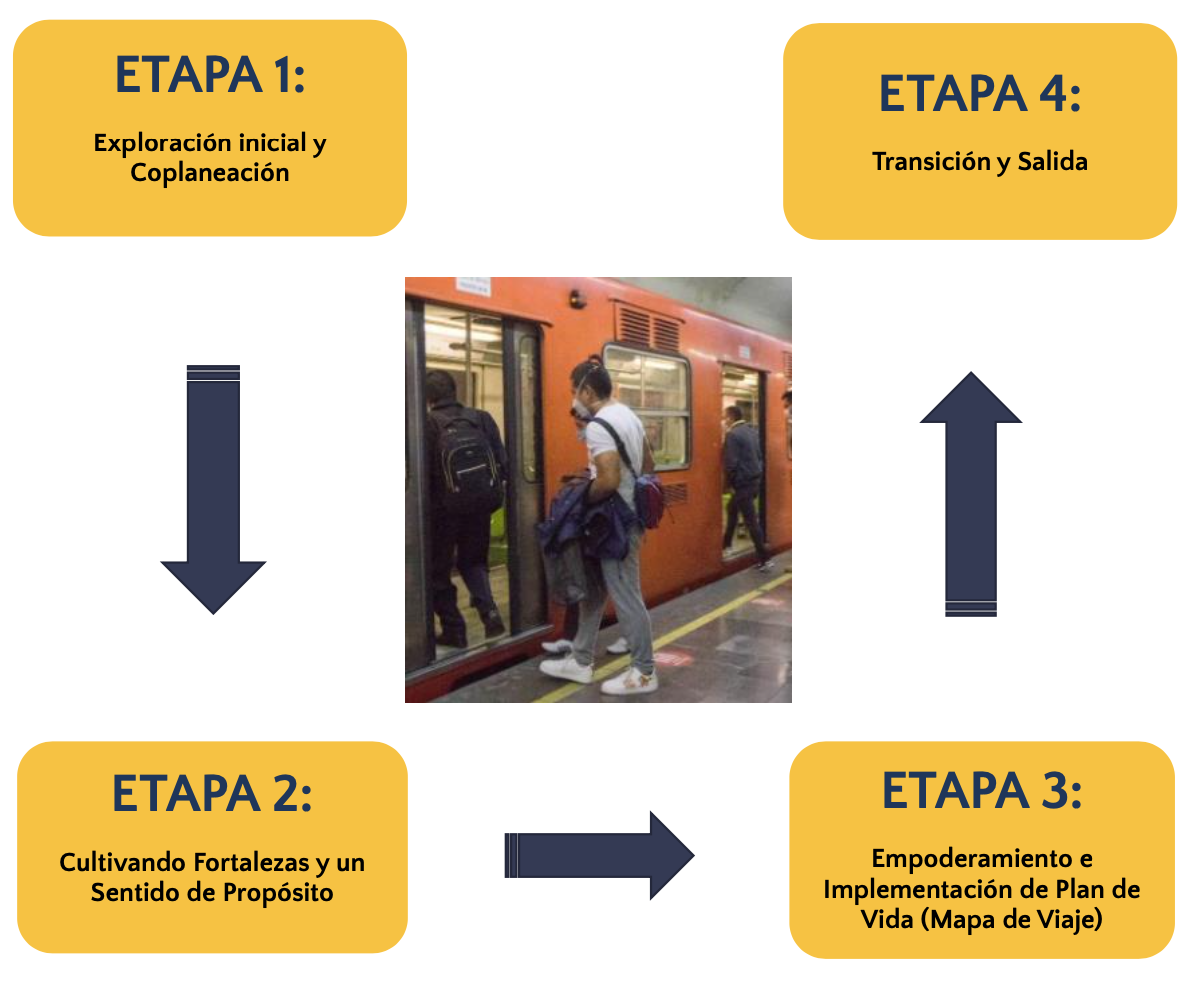 ETAPA 1:
Exploración inicial y
Coplaneación
ETAPA 2:
Cultivando Fortalezas y un
Sentido de Propósito
ETAPA 3:
Empoderamiento e
Implementación de Plan de
Vida (Mapa de Viaje)
ETAPA 4:
Transición y Salida